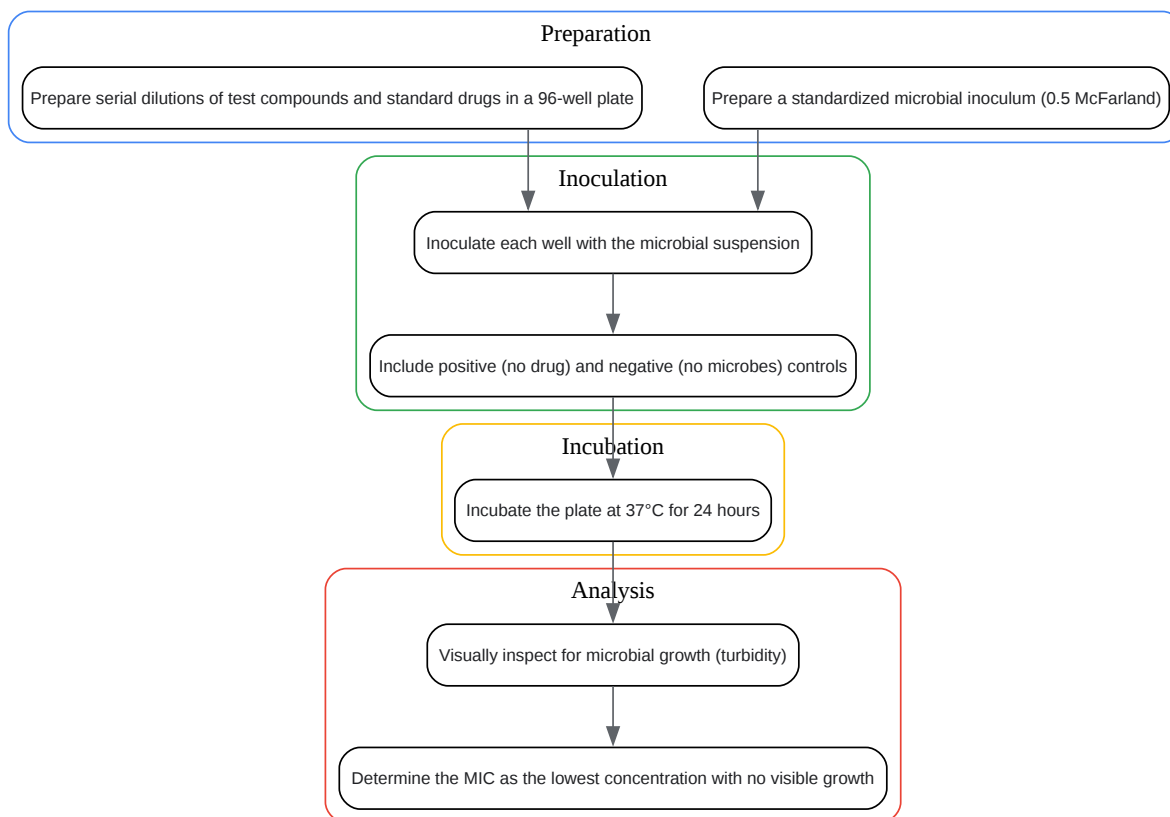 Preparation
Prepare serial dilutions of test compounds and standard drugs in a 96-well plate
Prepare a standardized microbial inoculum (0.5 McFarland)
Inoculation
Inoculate each well with the microbial suspension
Include positive (no drug) and negative (no microbes) controls
Incubation
Incubate the plate at 37°C for 24 hours
Analysis
Visually inspect for microbial growth (turbidity)
Determine the MIC as the lowest concentration with no visible growth